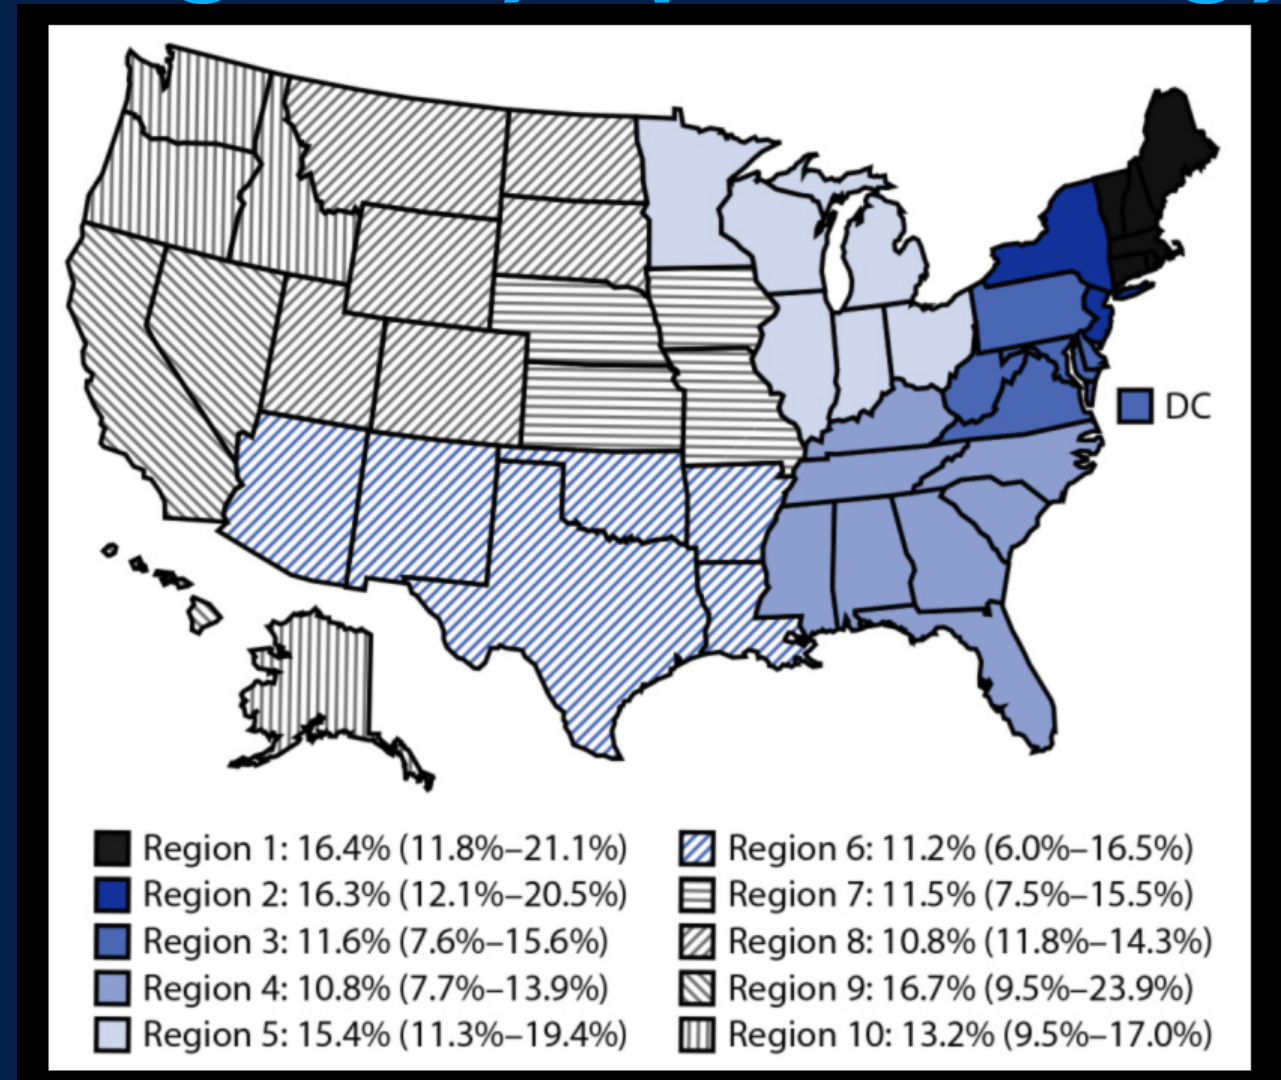 DC
Region 1: 16.4% (11.8%–21.1%)
Region 2: 16.3% (12.1%–20.5%)
Region 3: 11.6% (7.6%–15.6%)
Region 4: 10.8% (7.7%–13.9%)
Region 5: 15.4% (11.3%–19.4%)
Region 6: 11.2% (6.0%–16.5%)
Region 7: 11.5% (7.5%–15.5%)
Region 8: 10.8% (11.8%–14.3%)
Region 9: 16.7% (9.5%–23.9%)
Region 10: 13.2% (9.5%–17.0%)